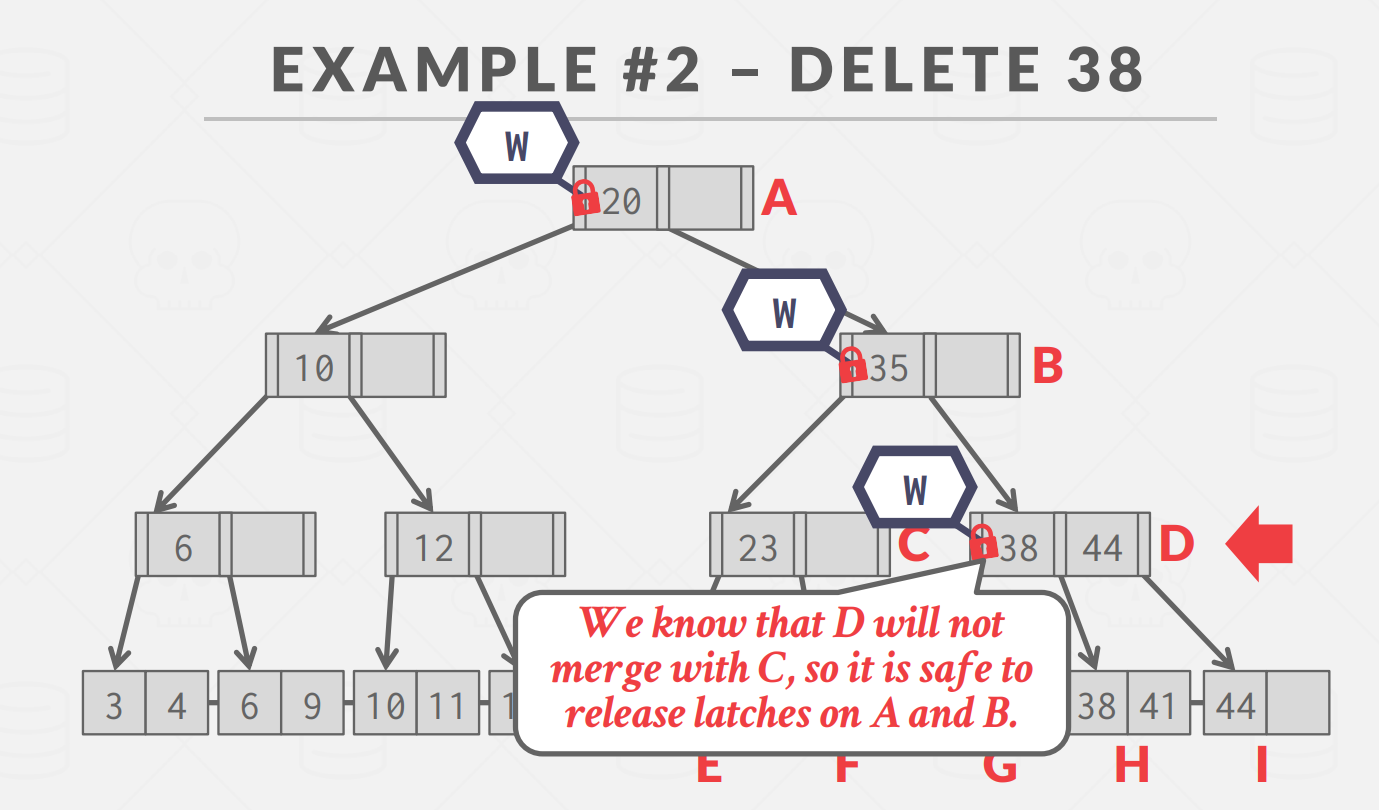 EXAMPLE #2 – DELETE 38
W
20
A
W
10
35
B
W
6
12
23
C
38 44
D
We know that D will not
merge with C, so it is safe to
release latches on A and B.
3 4
6 9
10 11
38 41
44
E
F
G
H
I